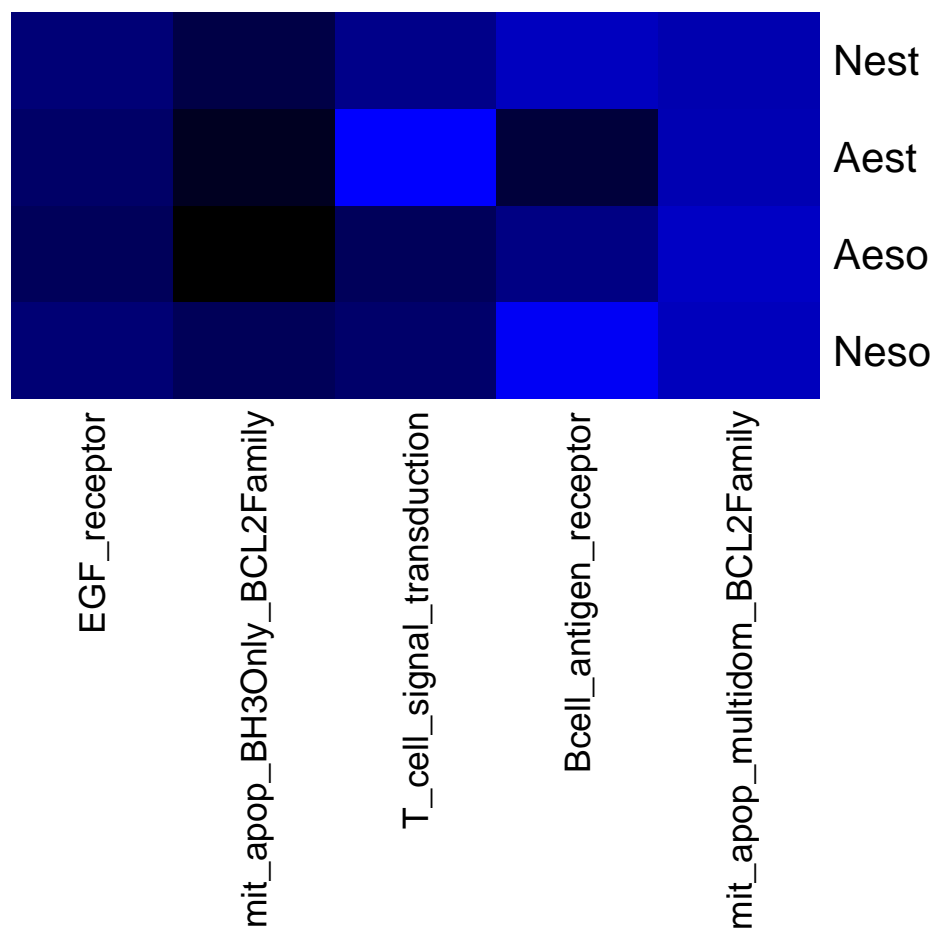 Nest
Aest
Aeso
Neso
EGF_receptor
mit_apop_BH3Only_BCL2Family
T_cell_signal_transduction
Bcell_antigen_receptor
mit_apop_multidom_BCL2Family